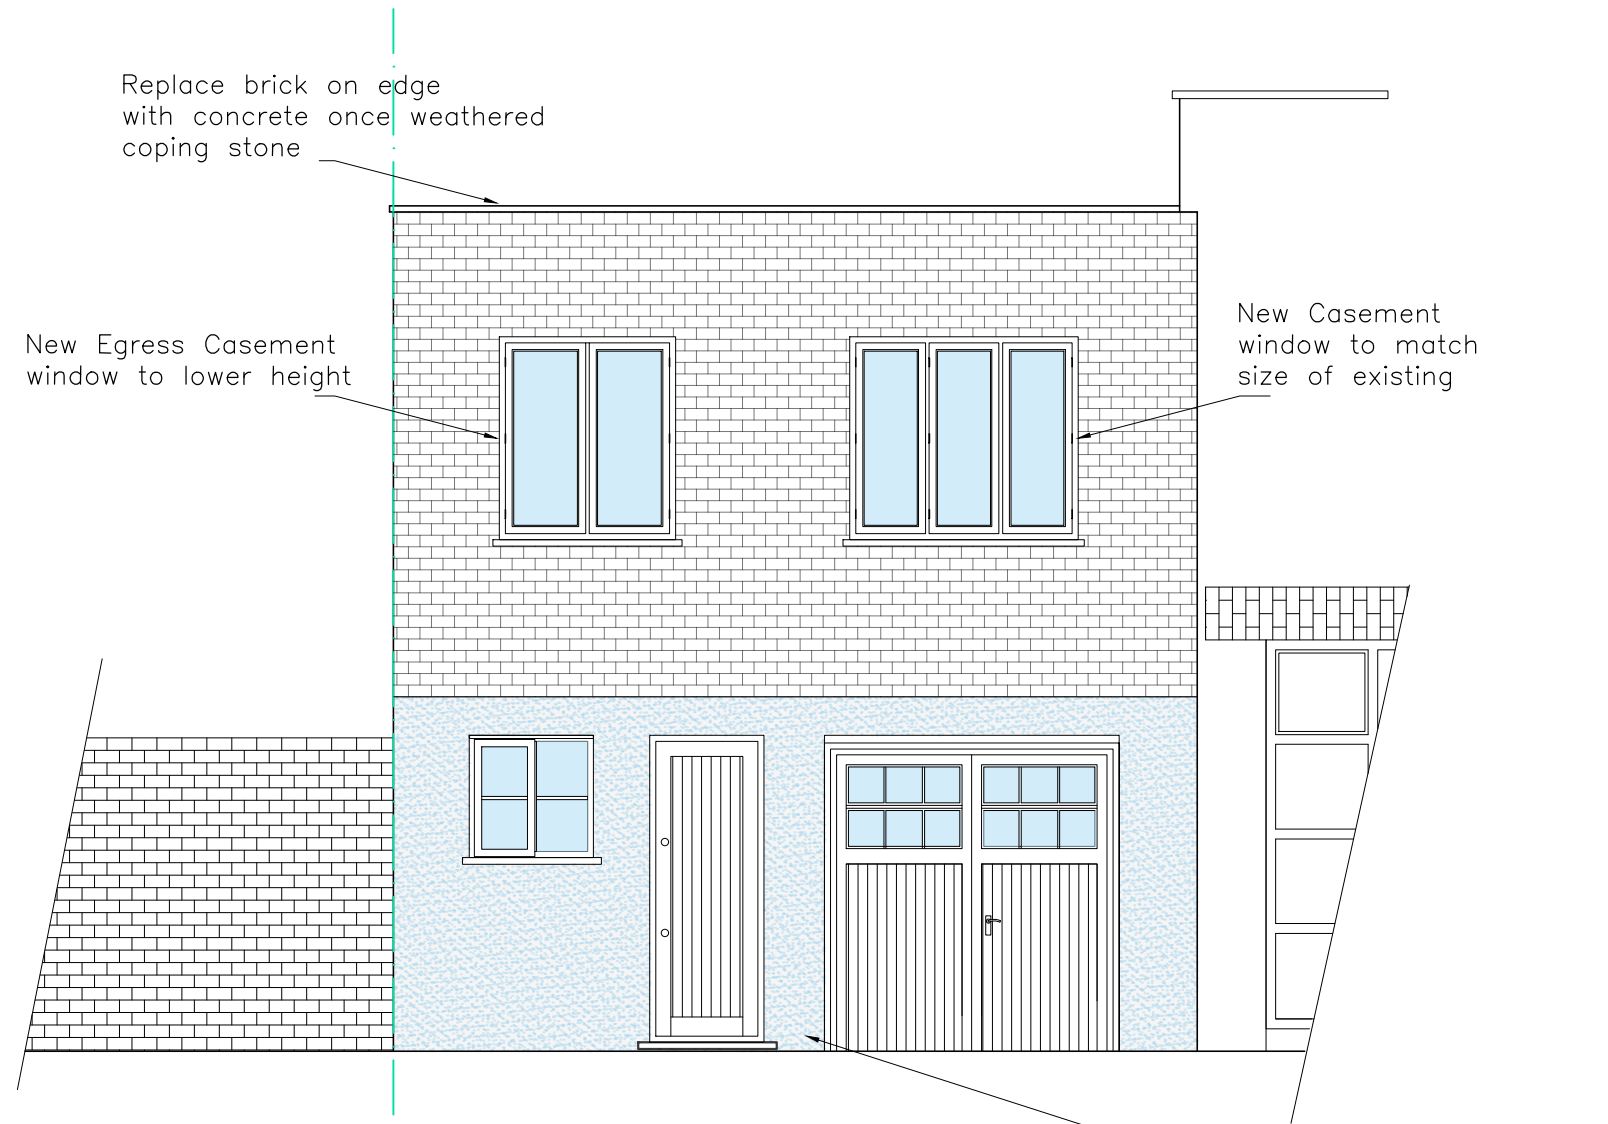 Replace brick on edge
with concrete once weathered
coping stone
New Egress Casement
window to lower height
New Casement
window to match
size of existing